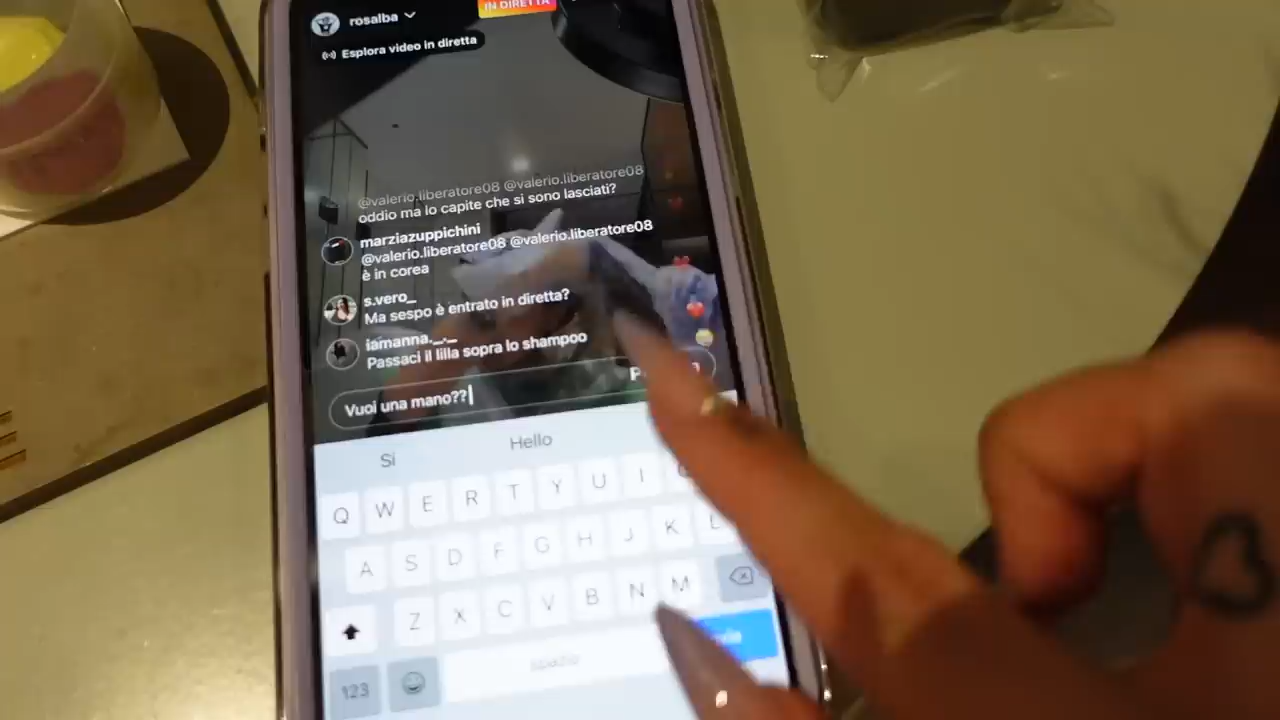 rosalba
IN DIRETTA
Esplora video in diretta
@valerio.liberatore08 @valerio.liberatore08
oddio ma lo capite che si sono lasciati?
marziazuppichini
@valerio.liberatore08 @valerio.liberatore08
è in corea
s.vero_
Ma sespo è entrato in diretta?
iamanna._._
Passaci il lilla sopra lo shampoo
Vuoi una mano??
Sì
Hello
Q W E R T Y U I
A S D F G H J K L
Z X C V B N M
123
spazio